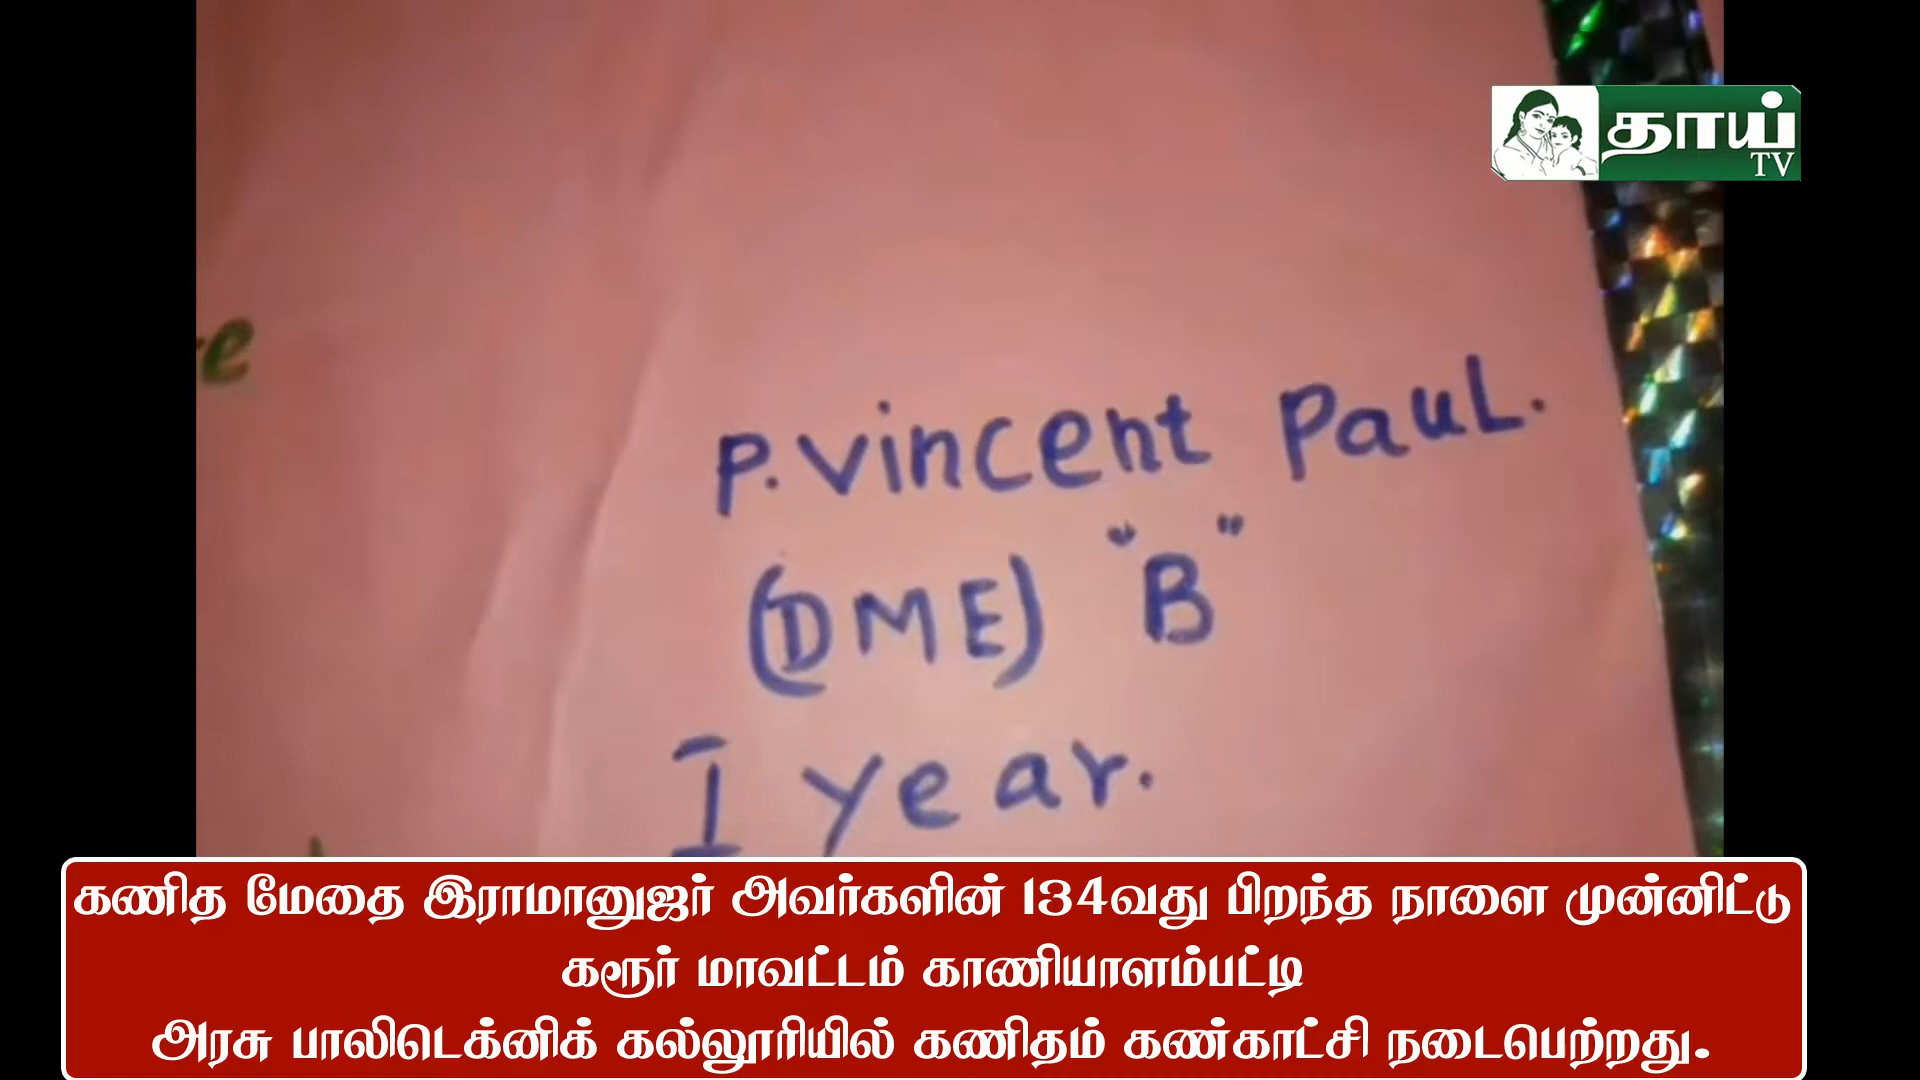 தாய்
TV
e
P. Vincent Paul.
(DME) "B"
I year.
கணித மேதை இராமானுஜர் அவர்களின் 134வது பிறந்த நாளை முன்னிட்டு
கரூர் மாவட்டம் காணியாளம்பட்டி
அரசு பாலிடெக்னிக் கல்லூரியில் கணிதம் கண்காட்சி நடைபெற்றது.